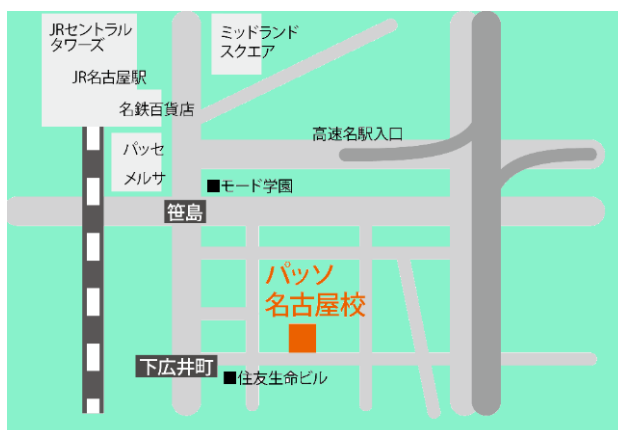 JRセントラル
タワーズ
ミッドランド
スクエア
JR名古屋駅
名鉄百貨店
高速名駅入口
パッセ
メルサ
■モード学園
笹島
パッソ
名古屋校
下広井町
■住友生命ビル